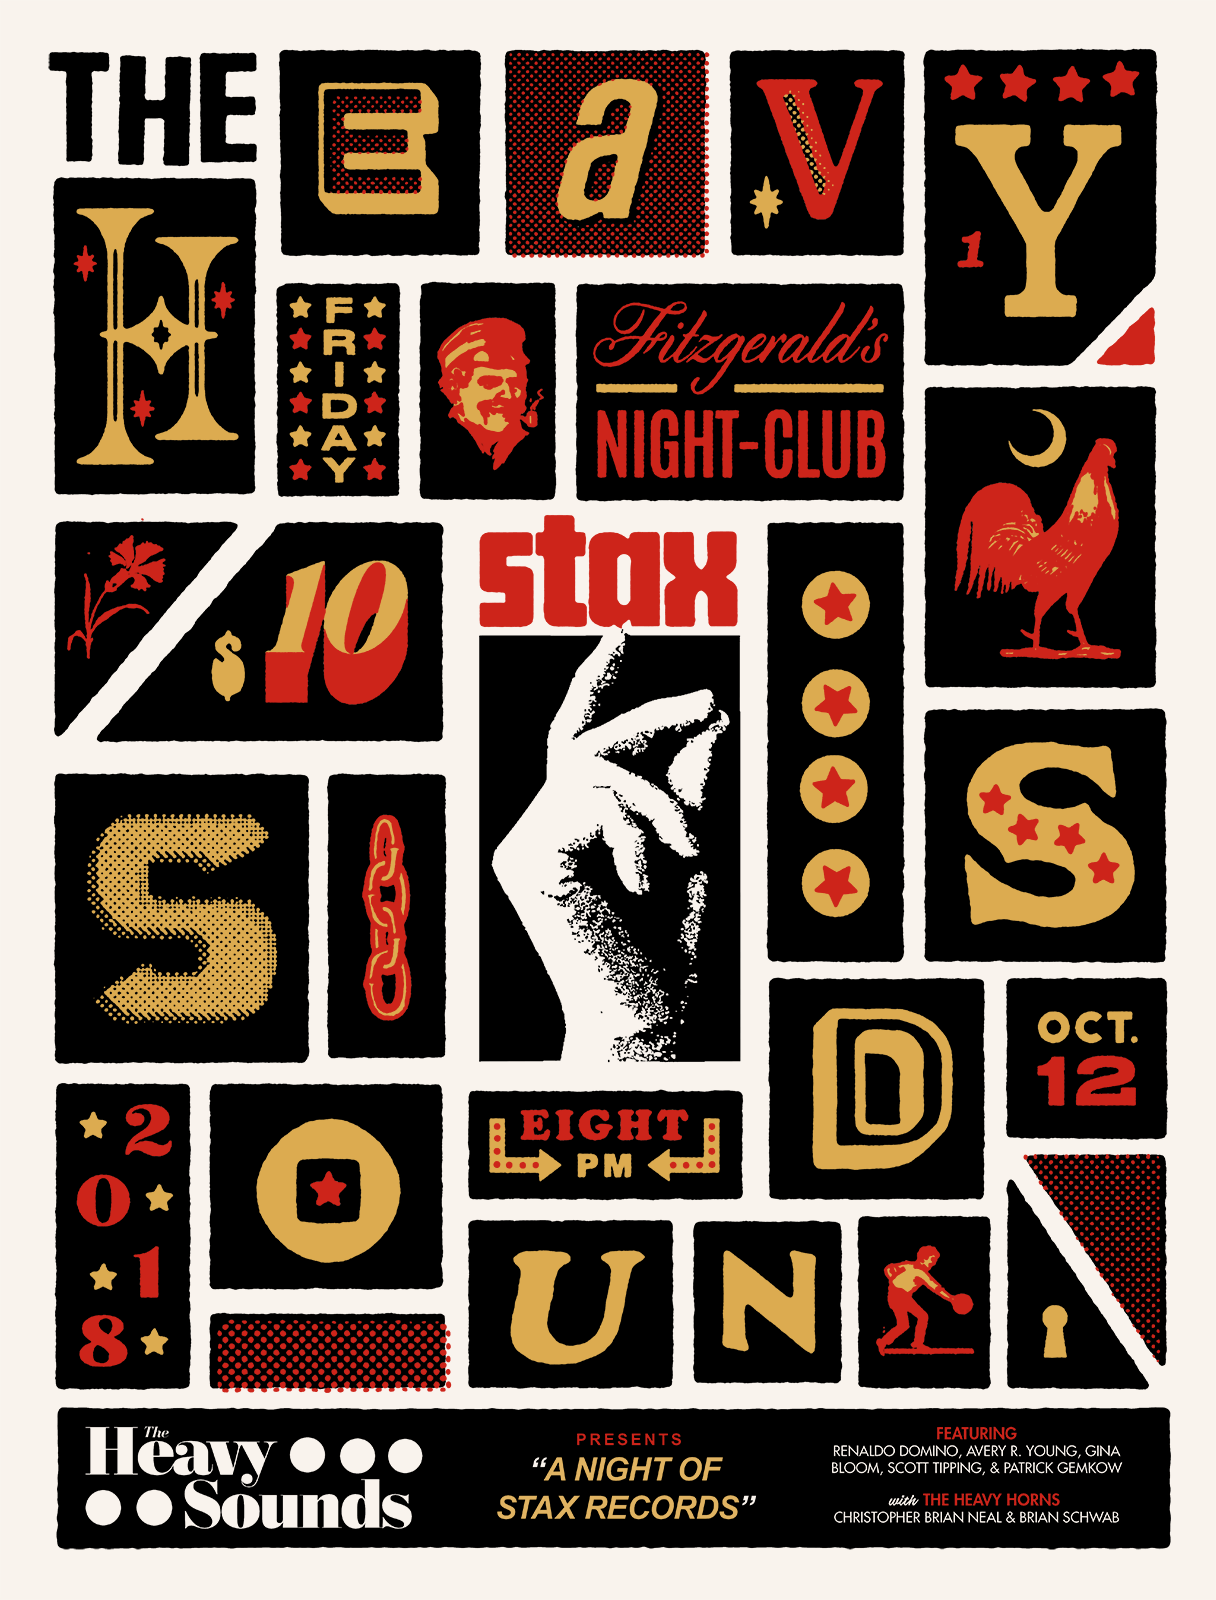 THE
H E a V Y
1
FRIDAY
Fitzgerald's
NIGHT-CLUB
$10
stax
S
S
OCT.
12
2
0
1
8
O
EIGHT
PM
U
N
D
The
Heavy
Sounds
PRESENTS
“A NIGHT OF
STAX RECORDS”
FEATURING
RENALDO DOMINO, AVERY R. YOUNG, GINA
BLOOM, SCOTT TIPPING, & PATRICK GEMKOW
with THE HEAVY HORNS
CHRISTOPHER BRIAN NEAL & BRIAN SCHWAB